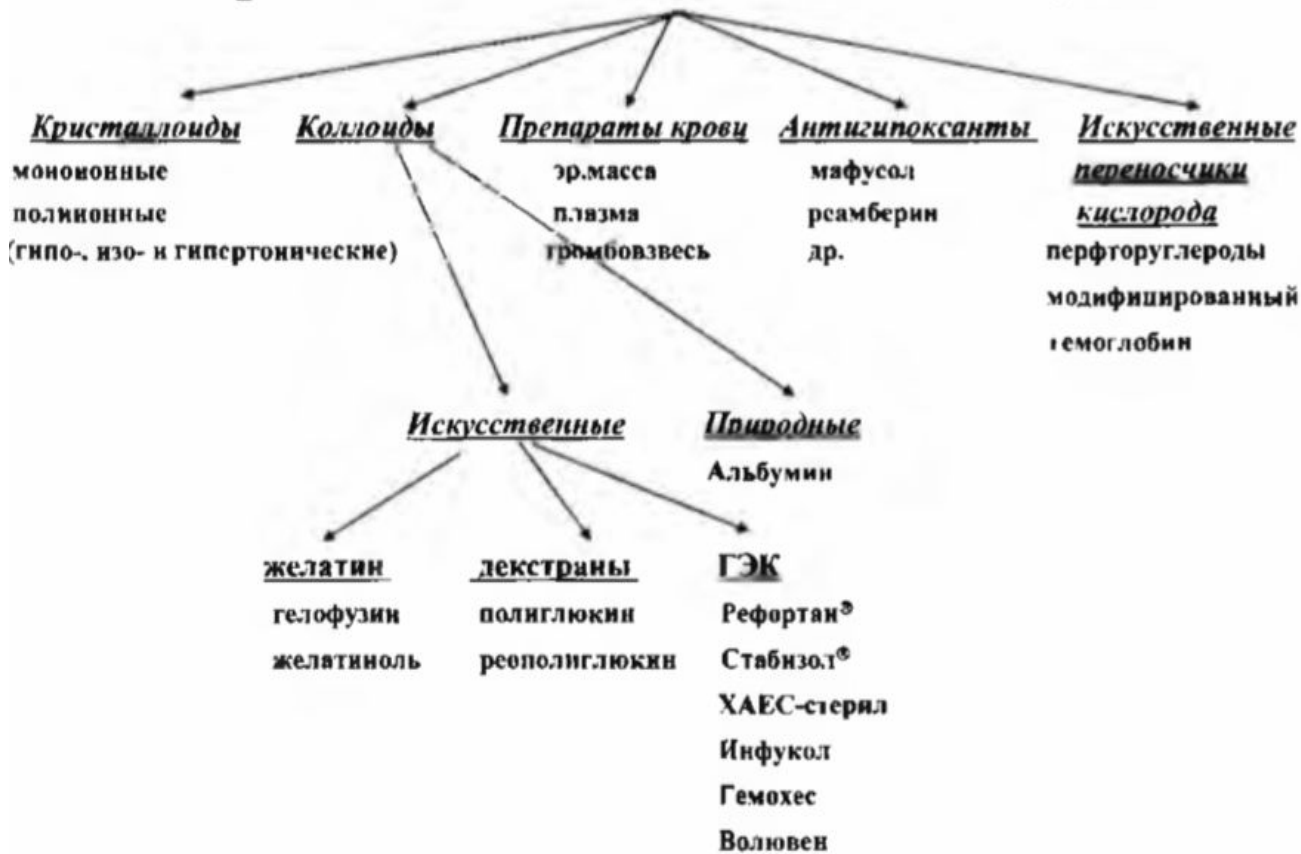 Кристаллоиды Коллоиды Препараты крови Антигипоксанты Искусственные
моноионные эр.масса мафусол переносчики
полиионные плазма реамберин кислорода
(гипо-, изо- и гипертонические) тромбовзвесь др. перфторуглероды
модифицированный
гемоглобин
Искусственные Природные
Альбумин
желатин декстраны ГЭК
гелофузин полиглюкин Рефортан®
желатиноль реополиглюкин Стабизол®
ХАЕС-стерил
Инфукол
Гемохес
Волювен